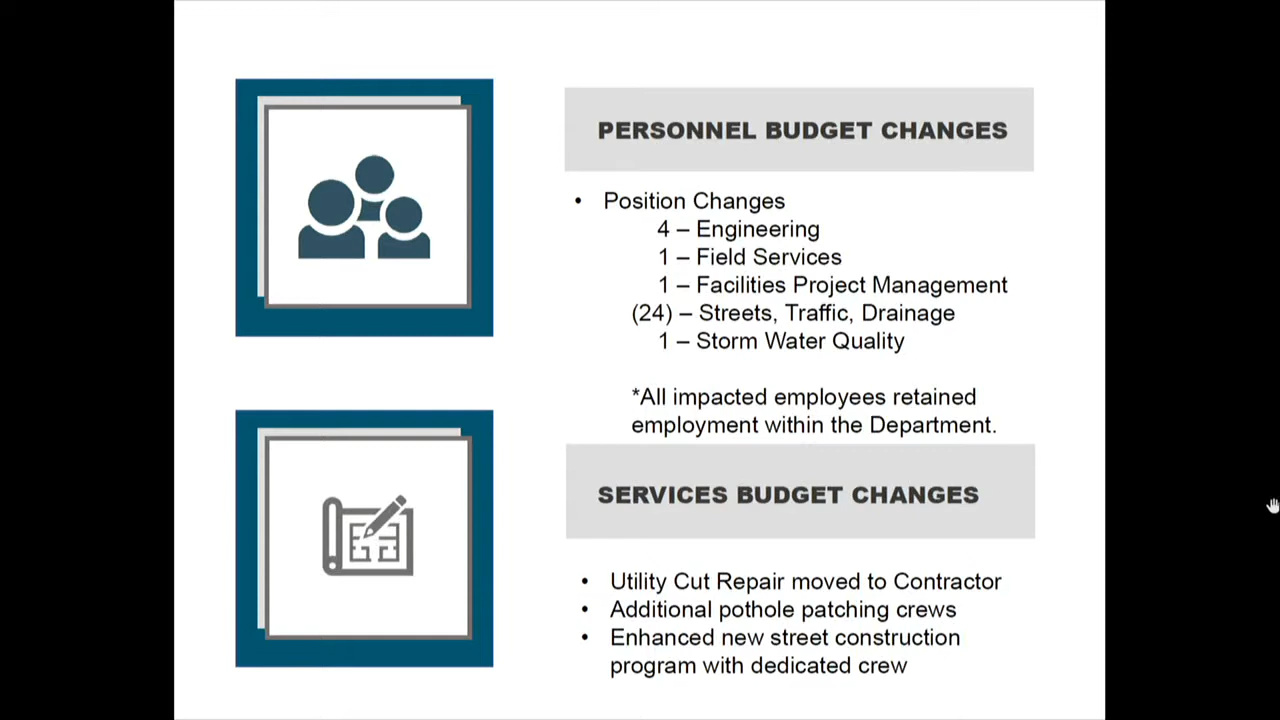 PERSONNEL BUDGET CHANGES
• Position Changes
4 – Engineering
1 – Field Services
1 – Facilities Project Management
(24) – Streets, Traffic, Drainage
1 – Storm Water Quality
*All impacted employees retained
employment within the Department.
SERVICES BUDGET CHANGES
• Utility Cut Repair moved to Contractor
• Additional pothole patching crews
• Enhanced new street construction
program with dedicated crew